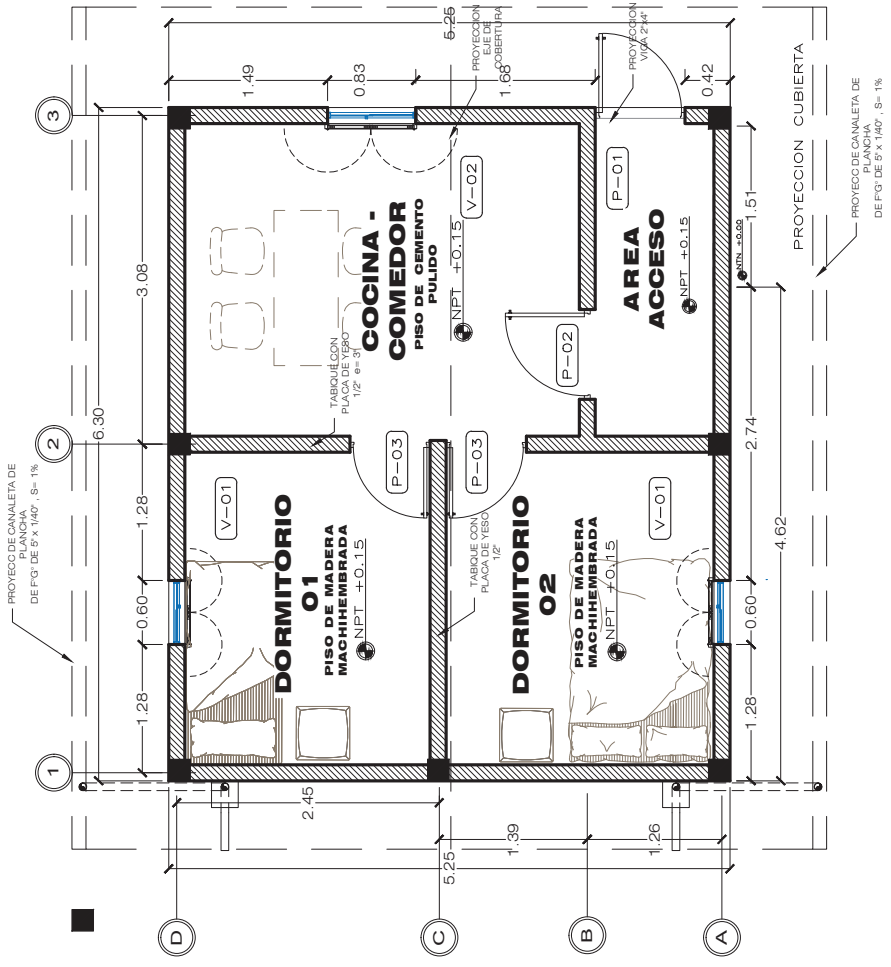 PROYECC DE CANALETA DE
PLANCHA
DE F°G° DE 5" x 1/40" , S= 1%
1
2
3
6.30
3.08
1.28
0.60
1.28
5.25
1.49
0.83
1.68
0.42
PROYECCION
EJE DE
COBERTURA
PROYECCION
VIGA 2"x4"
V-01
DORMITORIO
01
PISO DE MADERA
MACHIHEMBRADA
NPT +0.15
P-03
TABIQUE CON
PLACA DE YESO
1/2" e= 3"
COCINA -
COMEDOR
PISO DE CEMENTO
PULIDO
NPT +0.15
V-02
P-03
TABIQUE CON
PLACA DE YESO
1/2"
DORMITORIO
02
PISO DE MADERA
MACHIHEMBRADA
NPT +0.15
V-01
P-02
P-01
AREA
ACCESO
NPT +0.15
NTN +0.00
1.28
0.60
2.74
1.51
4.62
PROYECCION CUBIERTA
PROYECC DE CANALETA DE
PLANCHA
DE F°G° DE 5" x 1/40" , S= 1%
2.45
1.39
1.26
5.25
D
C
B
A